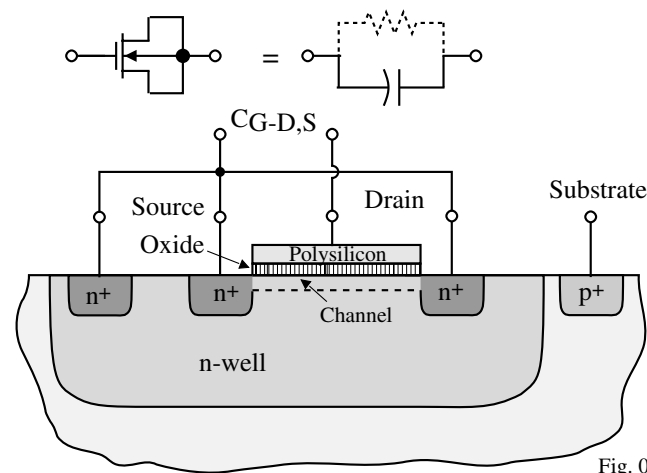 =
CG-D,S
Source
Drain
Substrate
Oxide
Polysilicon
n+
n+
n+
p+
Channel
n-well
Fig. 0